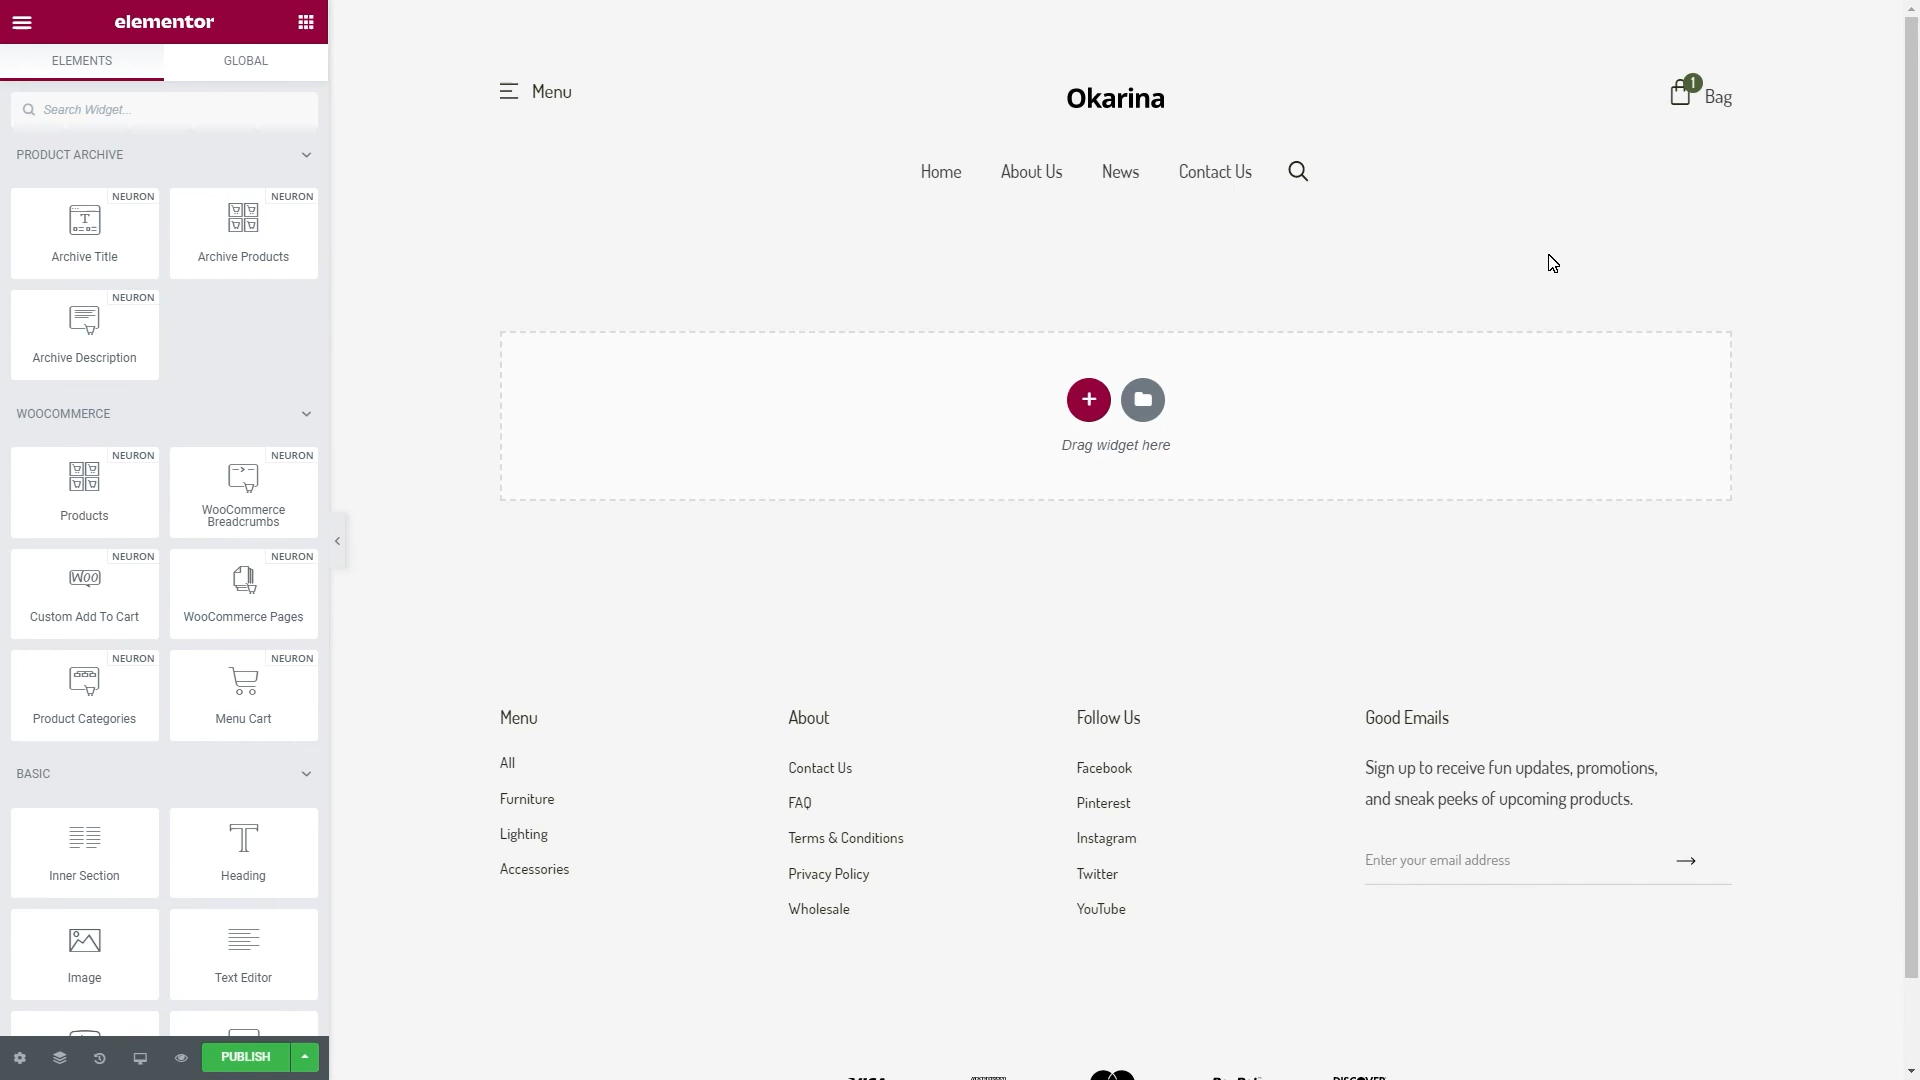 elementor
ELEMENTS
GLOBAL
Search Widget...
PRODUCT ARCHIVE
NEURON
Archive Title
NEURON
Archive Products
NEURON
Archive Description
WOOCOMMERCE
NEURON
Products
NEURON
WooCommerce
Breadcrumbs
NEURON
Woo
Custom Add To Cart
NEURON
WooCommerce Pages
NEURON
Product Categories
NEURON
Menu Cart
BASIC
Inner Section
Heading
Image
Text Editor
PUBLISH
Menu
Okarina
1
Bag
Home
About Us
News
Contact Us
Drag widget here
Menu
All
Furniture
Lighting
Accessories
About
Contact Us
FAQ
Terms & Conditions
Privacy Policy
Wholesale
Follow Us
Facebook
Pinterest
Instagram
Twitter
YouTube
Good Emails
Sign up to receive fun updates, promotions,
and sneak peeks of upcoming products.
Enter your email address
VISA
PayPal
DISCOVER